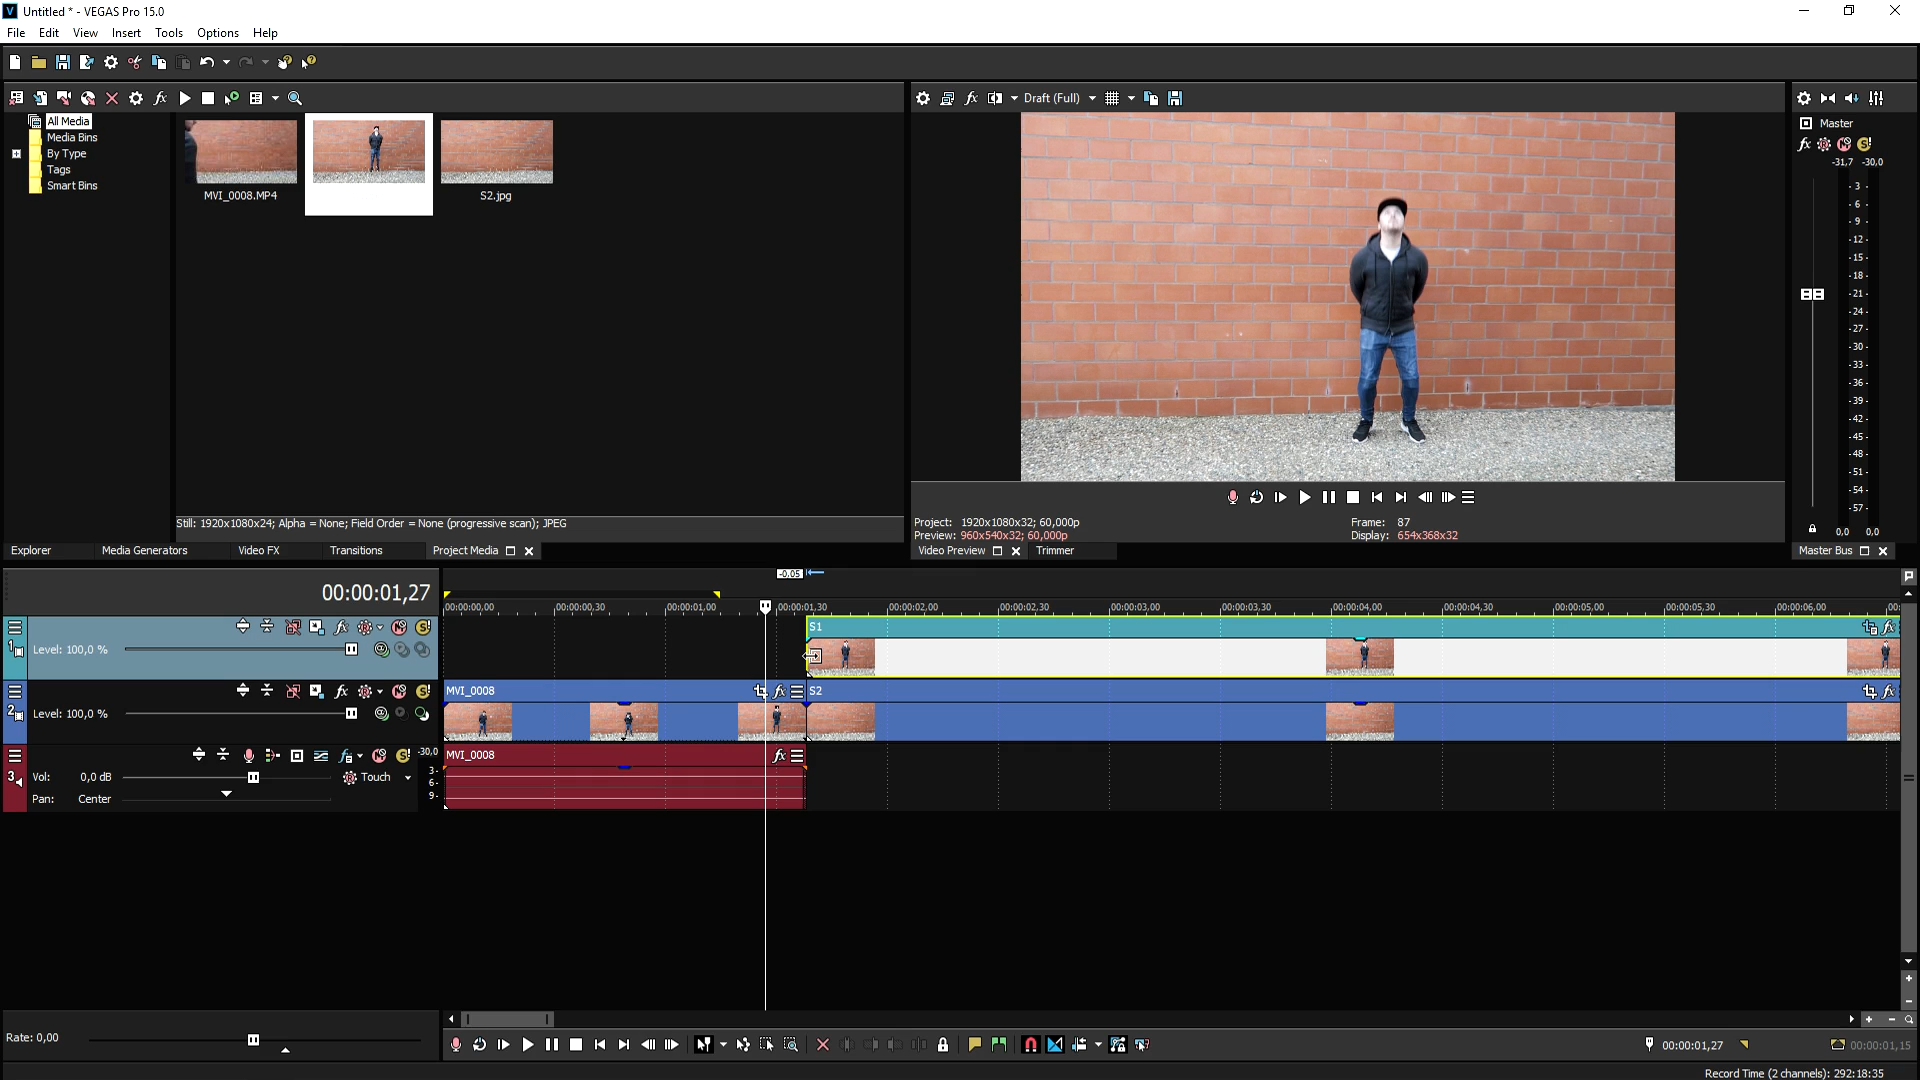 Untitled * - VEGAS Pro 15.0
File Edit View Insert Tools Options Help
Draft (Full)
All Media
Media Bins
By Type
Tags
Smart Bins
MVI_0008.MP4
S2.jpg
Still: 1920x1080x24; Alpha = None; Field Order = None (progressive scan); JPEG
Explorer Media Generators Video FX Transitions Project Media
Project: 1920x1080x32; 60,000p
Preview: 960x540x32; 60,000p
Frame: 87
Display: 654x368x32
Video Preview Trimmer
Master
-31,7 -30,0
3
6
9
12
15
18
21
24
27
30
33
36
39
42
45
48
51
54
57
0,0 0,0
Master Bus
00:00:01,27
-0.05
00:00:00,00 00:00:00,30 00:00:01,00 00:00:01,30 00:00:02,00 00:00:02,30 00:00:03,00 00:00:03,30 00:00:04,00 00:00:04,30 00:00:05,00 00:00:05,30 00:00:06,00
1
Level: 100,0 %
S1
2
Level: 100,0 %
MVI_0008
S2
3
Vol: 0,0 dB
Touch
Pan: Center
-30,0
3
6
9
MVI_0008
Rate: 0,00
00:00:01,27
00:00:01,15
Record Time (2 channels): 292:18:35